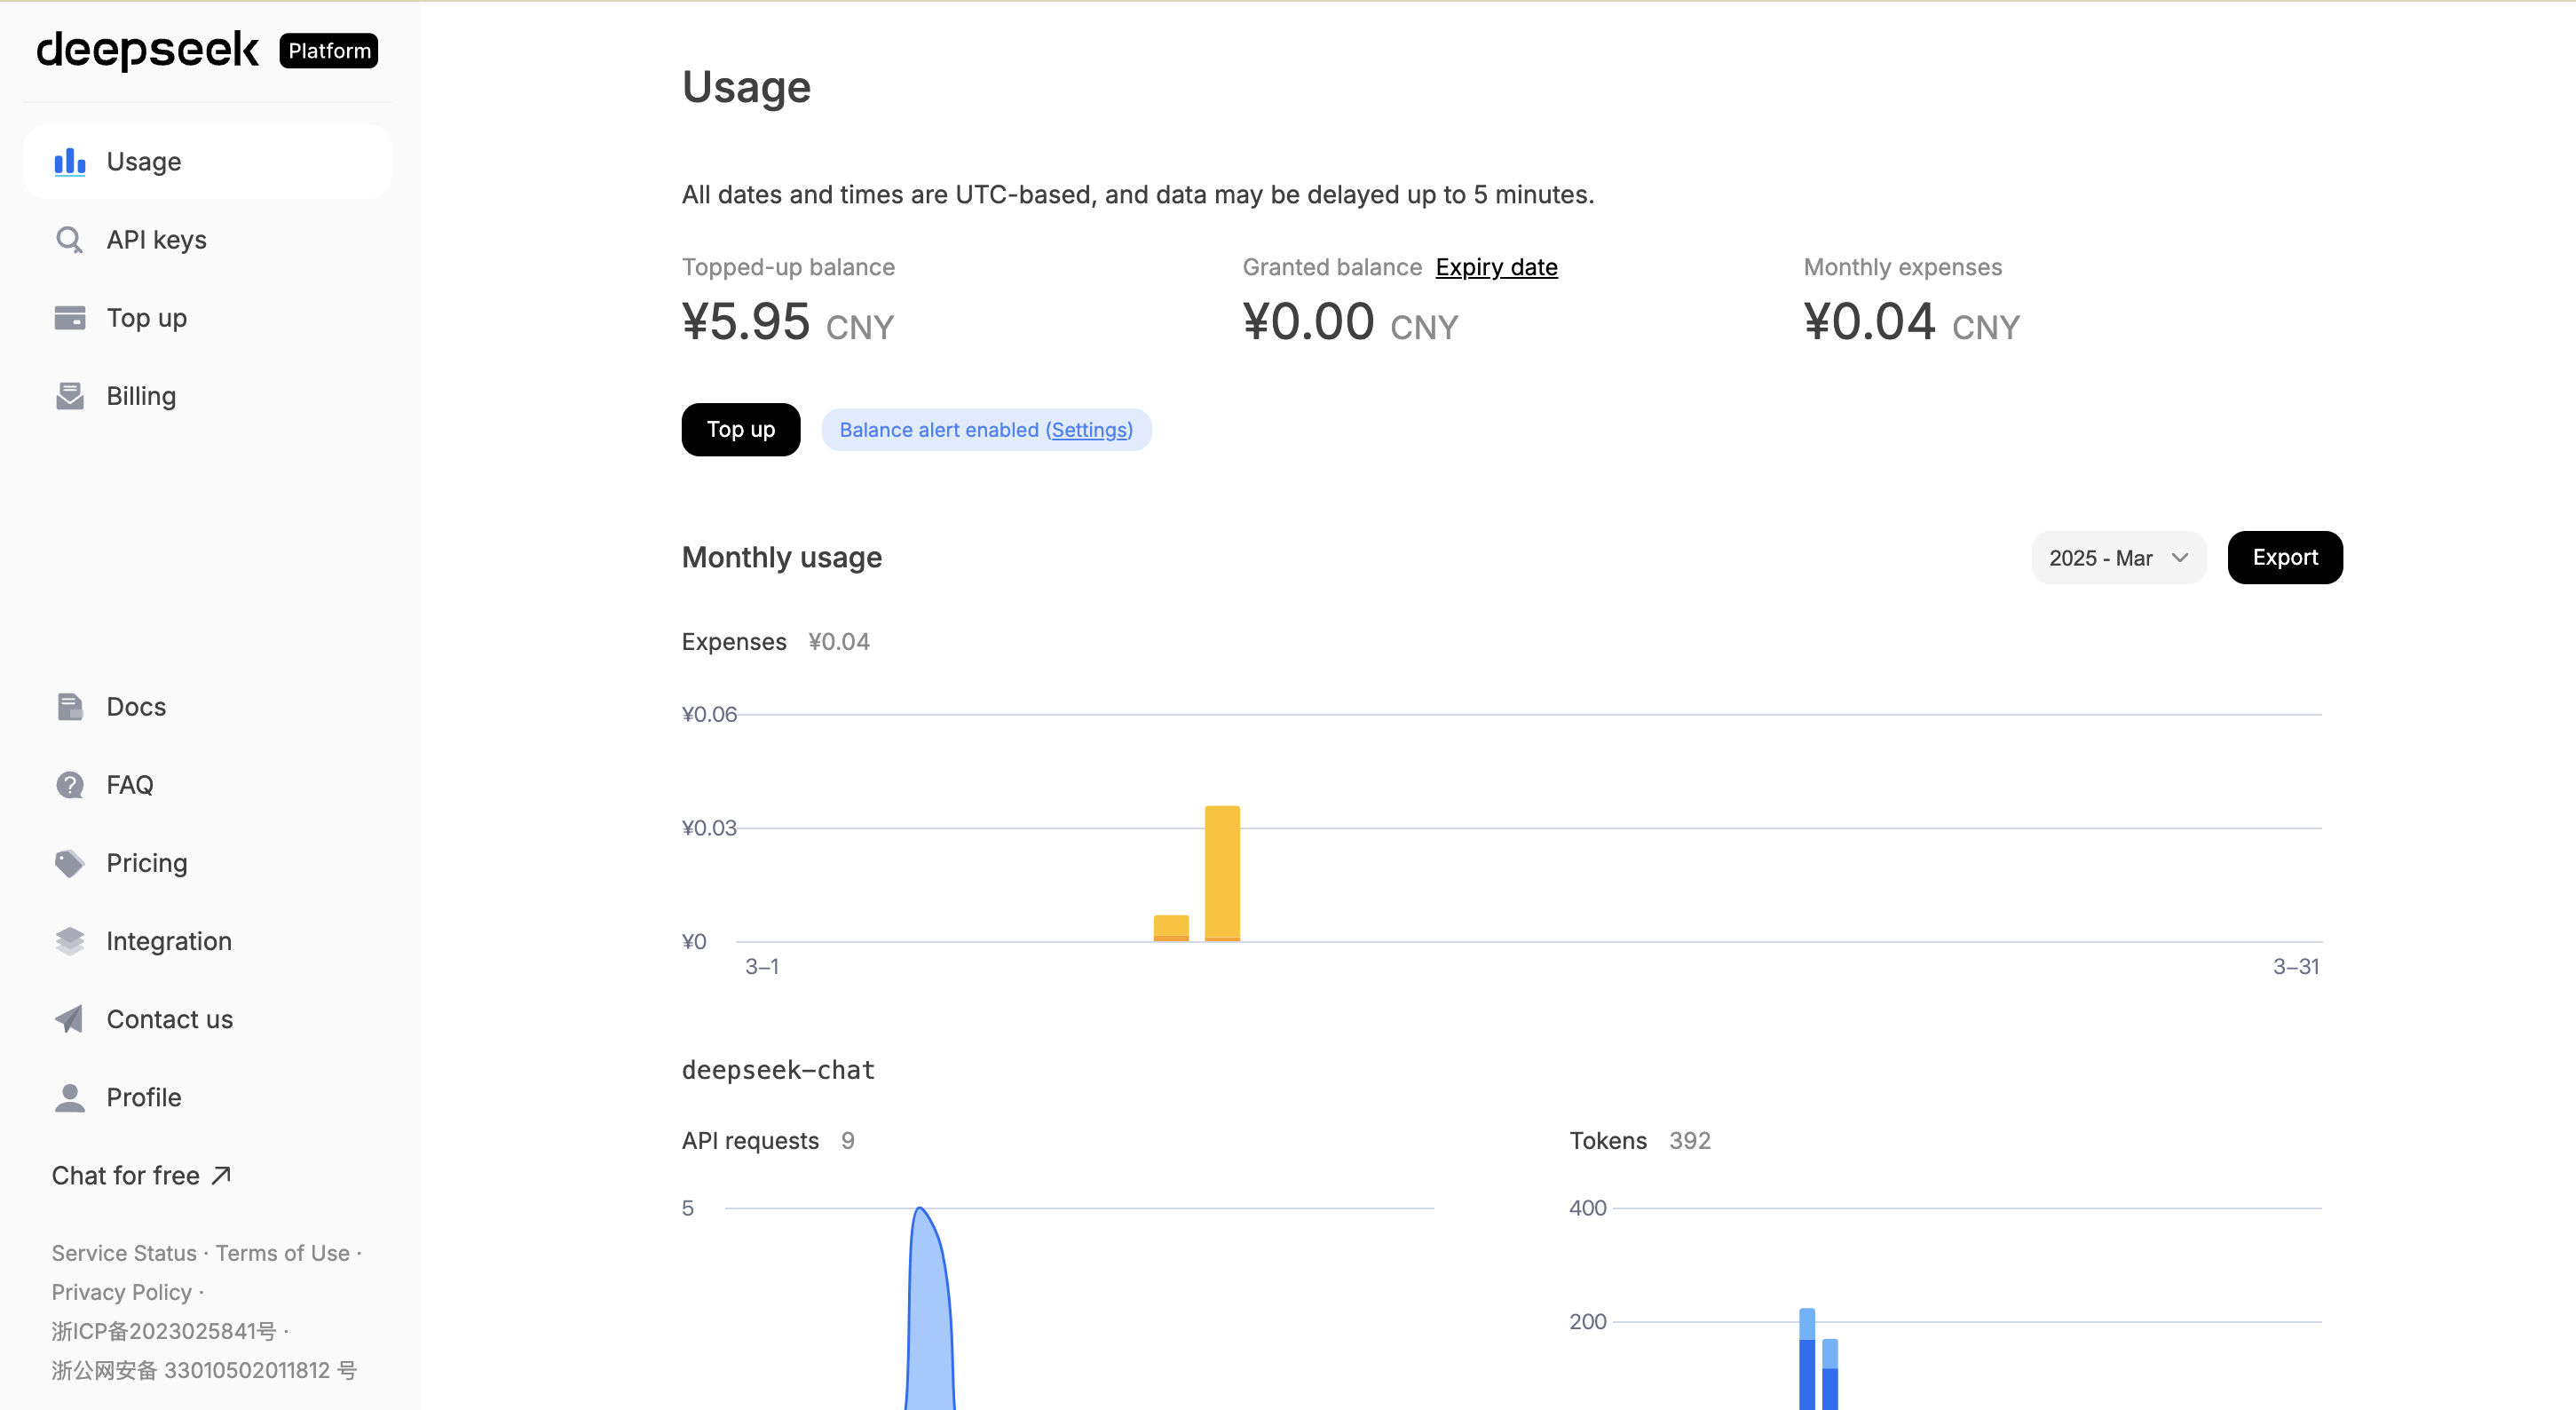 deepseek Platform
Usage
API keys
Top up
Billing
Docs
FAQ
Pricing
Integration
Contact us
Profile
Chat for free
Service Status · Terms of Use ·
Privacy Policy ·
浙ICP备2023025841号 ·
浙公网安备 33010502011812 号
Usage
All dates and times are UTC-based, and data may be delayed up to 5 minutes.
Topped-up balance
¥5.95 CNY
Granted balance Expiry date
¥0.00 CNY
Monthly expenses
¥0.04 CNY
Top up
Balance alert enabled (Settings)
Monthly usage
2025 - Mar
Export
Expenses ¥0.04
¥0.06
¥0.03
¥0
3–1
3–31
deepseek-chat
API requests 9
5
Tokens 392
400
200